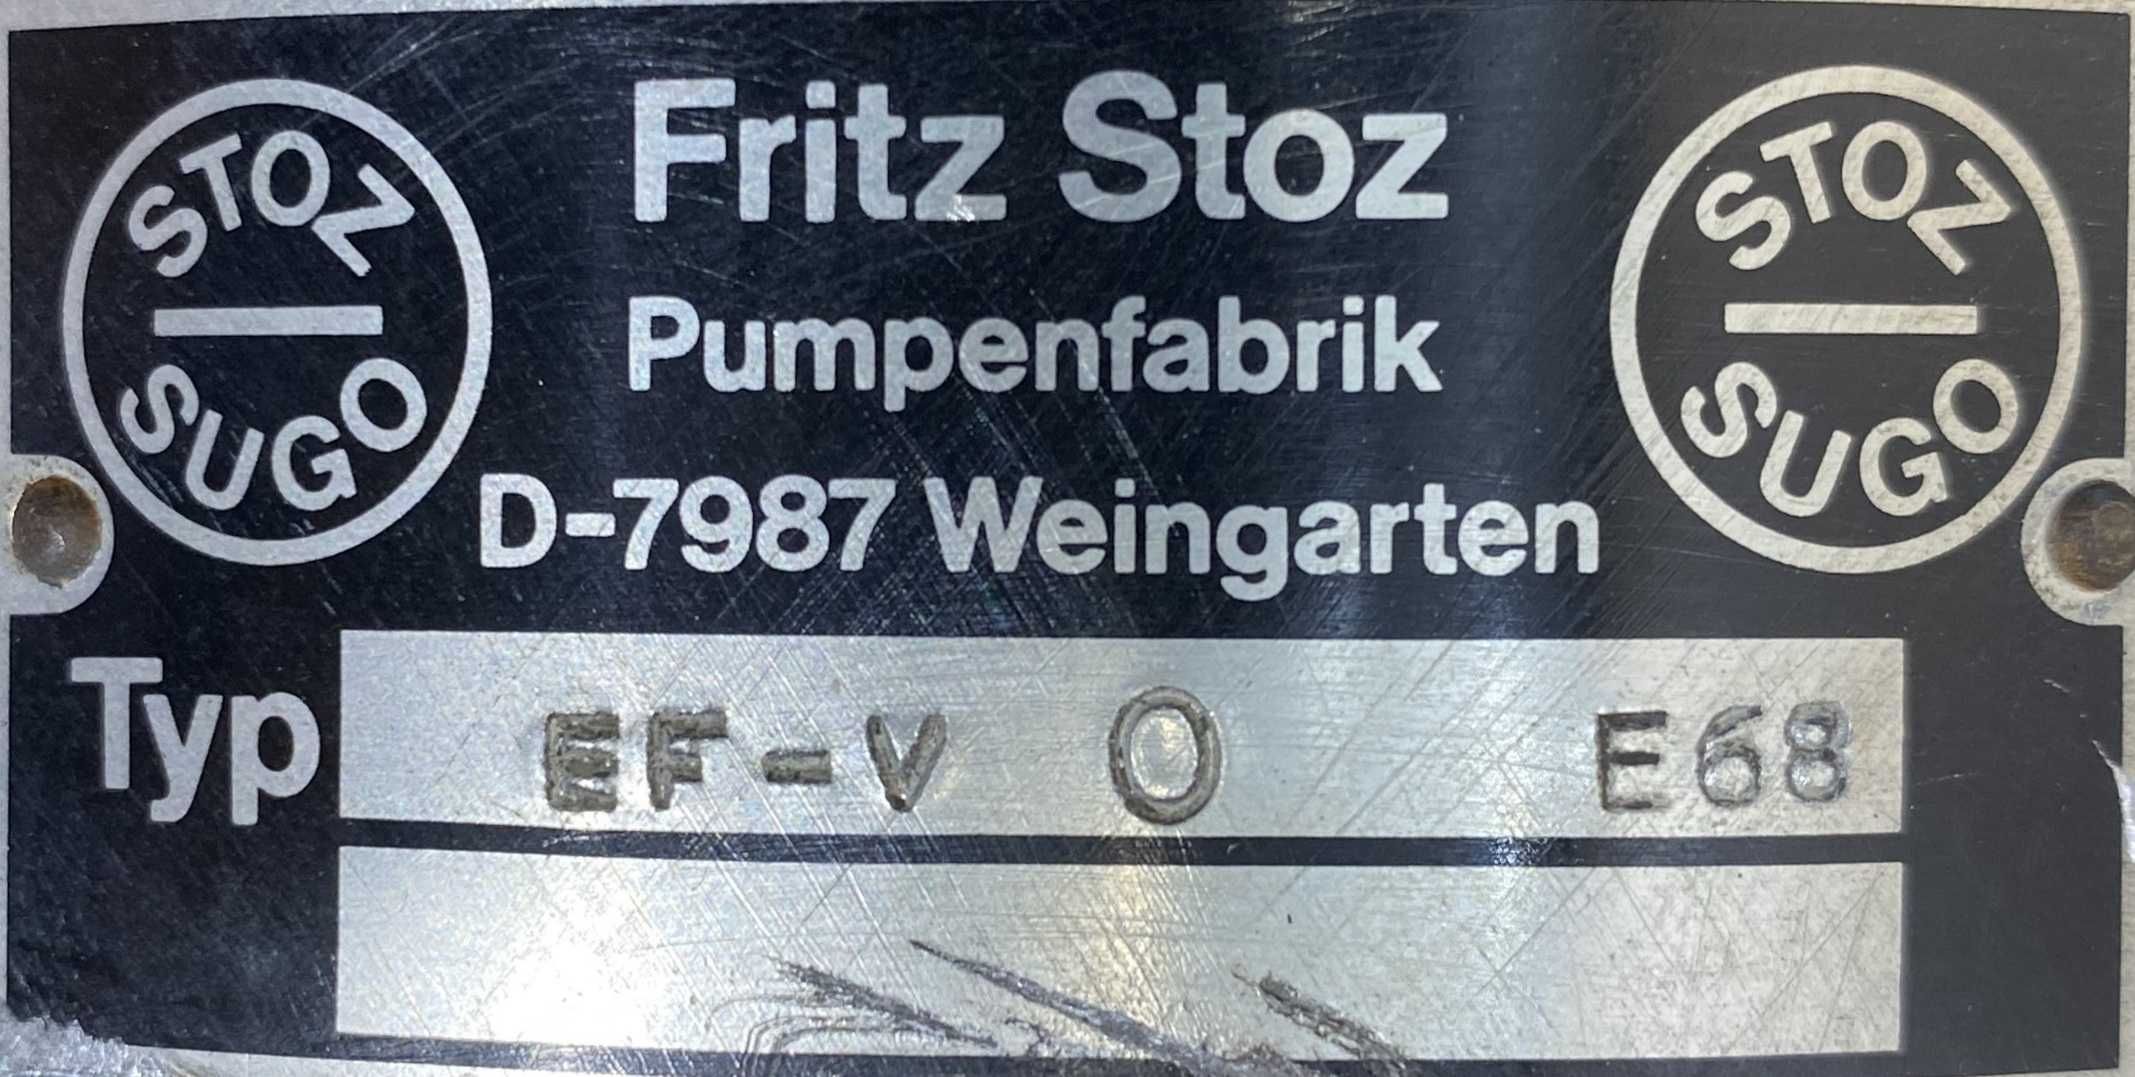 STOZ
SUGO
Fritz Stoz
Pumpenfabrik
D-7987 Weingarten
STOZ
SUGO
Typ EF-V O E68